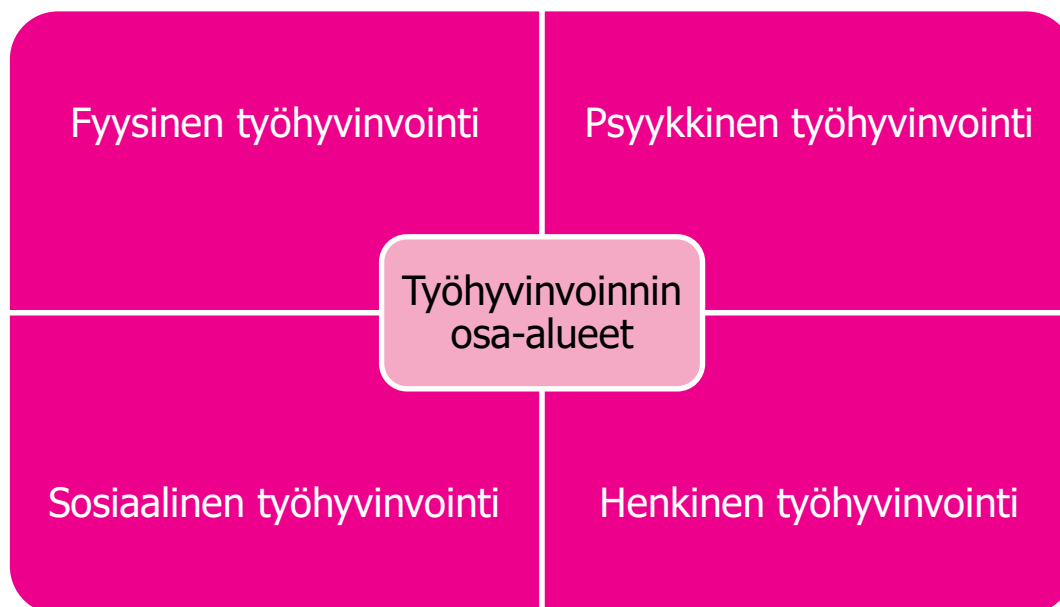 Fyysinen työhyvinvointi
Psyykkinen työhyvinvointi
Työhyvinvoinnin
osa-alueet
Sosiaalinen työhyvinvointi
Henkinen työhyvinvointi